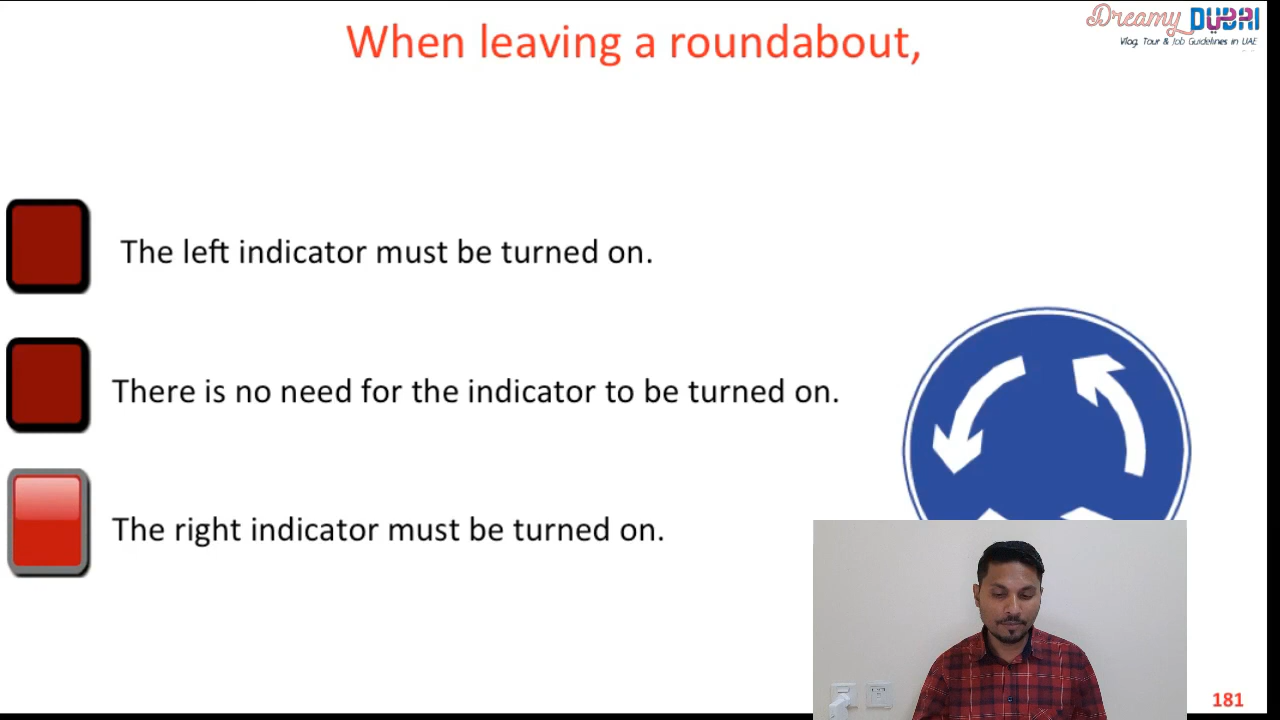 When leaving a roundabout,
Dreamy DUBAI
Vlog, Tour & Job Guidelines in UAE
The left indicator must be turned on.
There is no need for the indicator to be turned on.
The right indicator must be turned on.
181